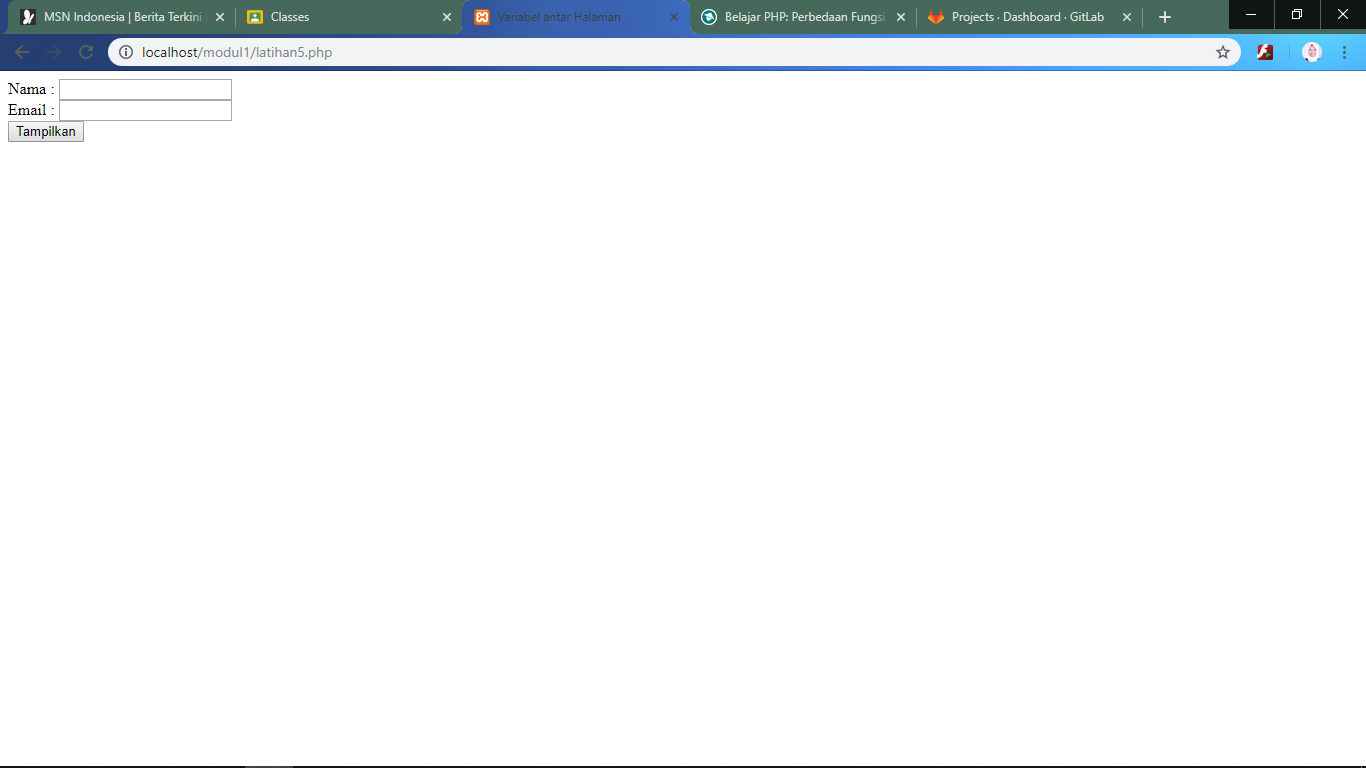 MSN Indonesia | Berita Terkini
Classes
Variabel antar Halaman
Belajar PHP: Perbedaan Fungsi
Projects · Dashboard · GitLab
localhost/modul1/latihan5.php
Nama :
Email :
Tampilkan